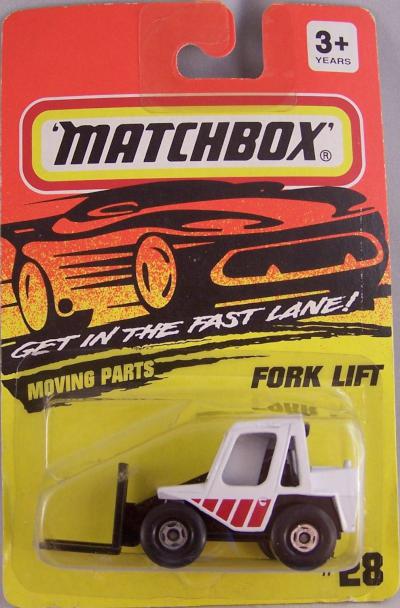 3+
YEARS
'MATCHBOX'®
GET IN THE FAST LANE!
MOVING PARTS
FORK LIFT
#28